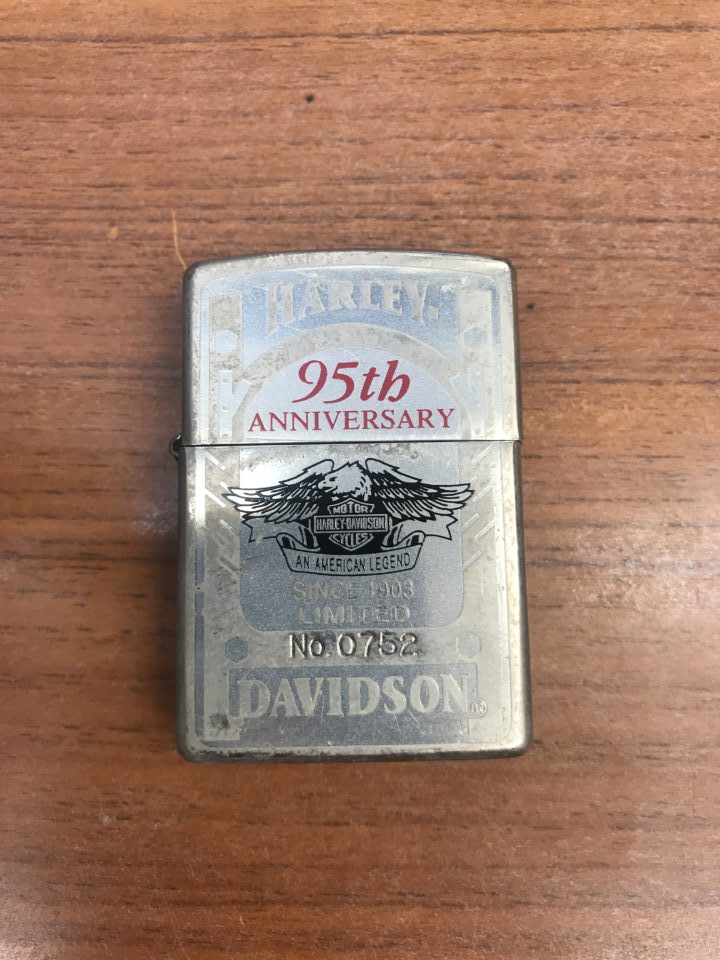 HARLEY
95th
ANNIVERSARY
MOTOR
HARLEY-DAVIDSON
CYCLES
AN AMERICAN LEGEND
SINCE 1903
LIMITED
No. 0752
DAVIDSON®